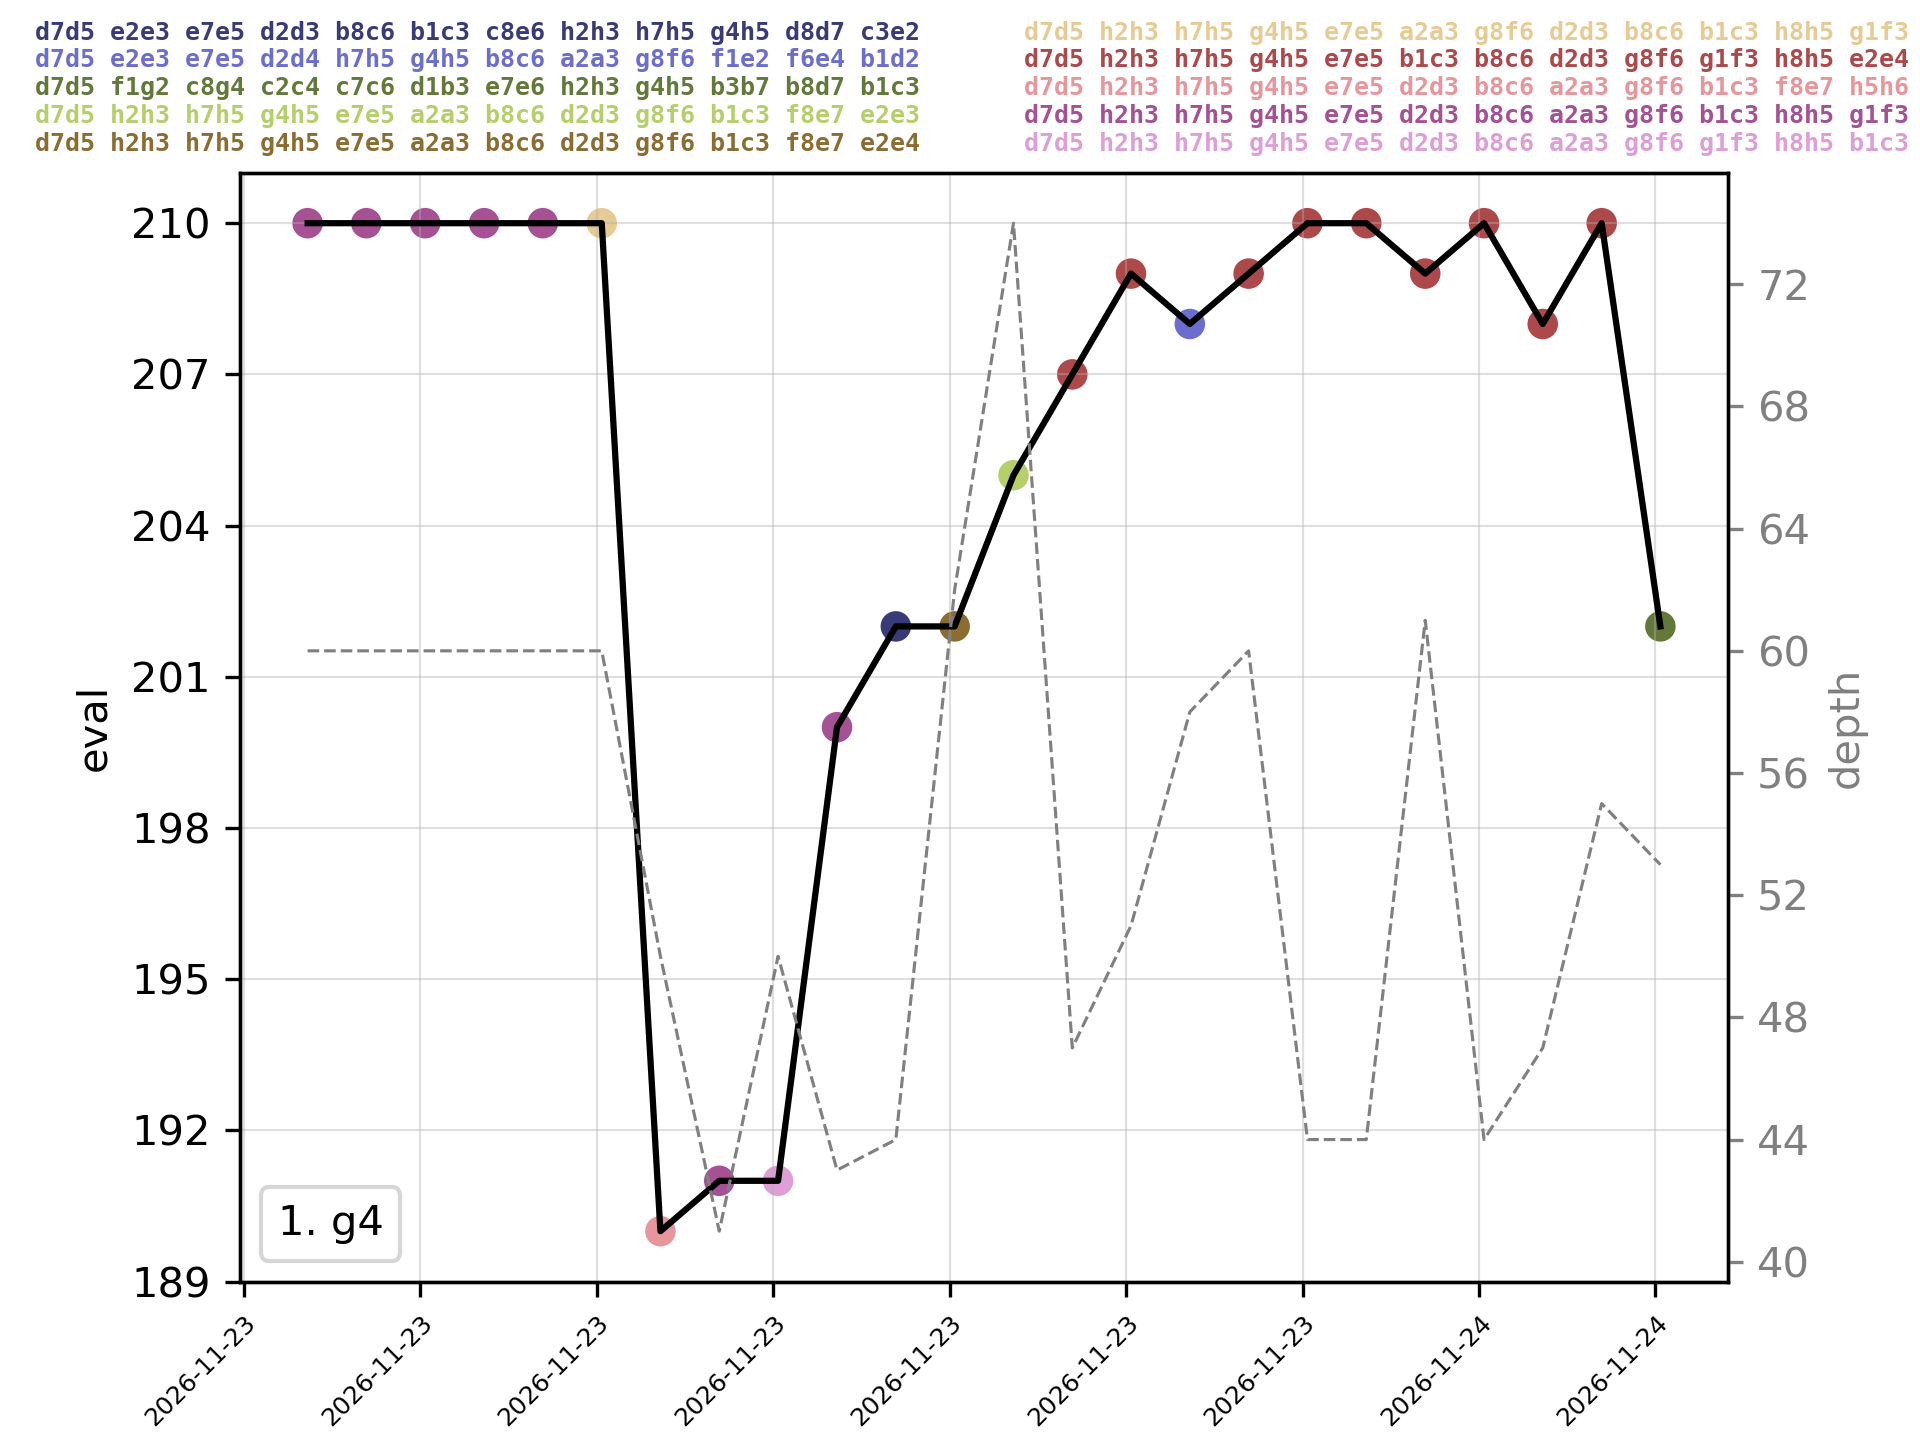 d7d5 e2e3 e7e5 d2d3 b8c6 b1c3 c8e6 h2h3 h7h5 g4h5 d8d7 c3e2
d7d5 e2e3 e7e5 d2d4 h7h5 g4h5 b8c6 a2a3 g8f6 f1e2 f6e4 b1d2
d7d5 f1g2 c8g4 c2c4 c7c6 d1b3 e7e6 h2h3 g4h5 b3b7 b8d7 b1c3
d7d5 h2h3 h7h5 g4h5 e7e5 a2a3 b8c6 d2d3 g8f6 b1c3 f8e7 e2e3
d7d5 h2h3 h7h5 g4h5 e7e5 a2a3 b8c6 d2d3 g8f6 b1c3 f8e7 e2e4
d7d5 h2h3 h7h5 g4h5 e7e5 a2a3 g8f6 d2d3 b8c6 b1c3 h8h5 g1f3
d7d5 h2h3 h7h5 g4h5 e7e5 b1c3 b8c6 d2d3 g8f6 g1f3 h8h5 e2e4
d7d5 h2h3 h7h5 g4h5 e7e5 d2d3 b8c6 a2a3 g8f6 b1c3 f8e7 h5h6
d7d5 h2h3 h7h5 g4h5 e7e5 d2d3 b8c6 a2a3 g8f6 b1c3 h8h5 g1f3
d7d5 h2h3 h7h5 g4h5 e7e5 d2d3 b8c6 a2a3 g8f6 g1f3 h8h5 b1c3
210
207
204
201
198
195
192
189
eval
72
68
64
60
56
52
48
44
40
depth
1. g4
2026-11-23
2026-11-23
2026-11-23
2026-11-23
2026-11-23
2026-11-23
2026-11-23
2026-11-24
2026-11-24